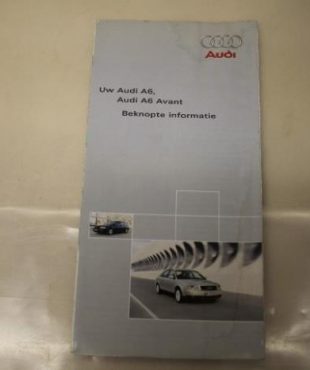 Audi
Uw Audi A6,
Audi A6 Avant
Beknopte informatie